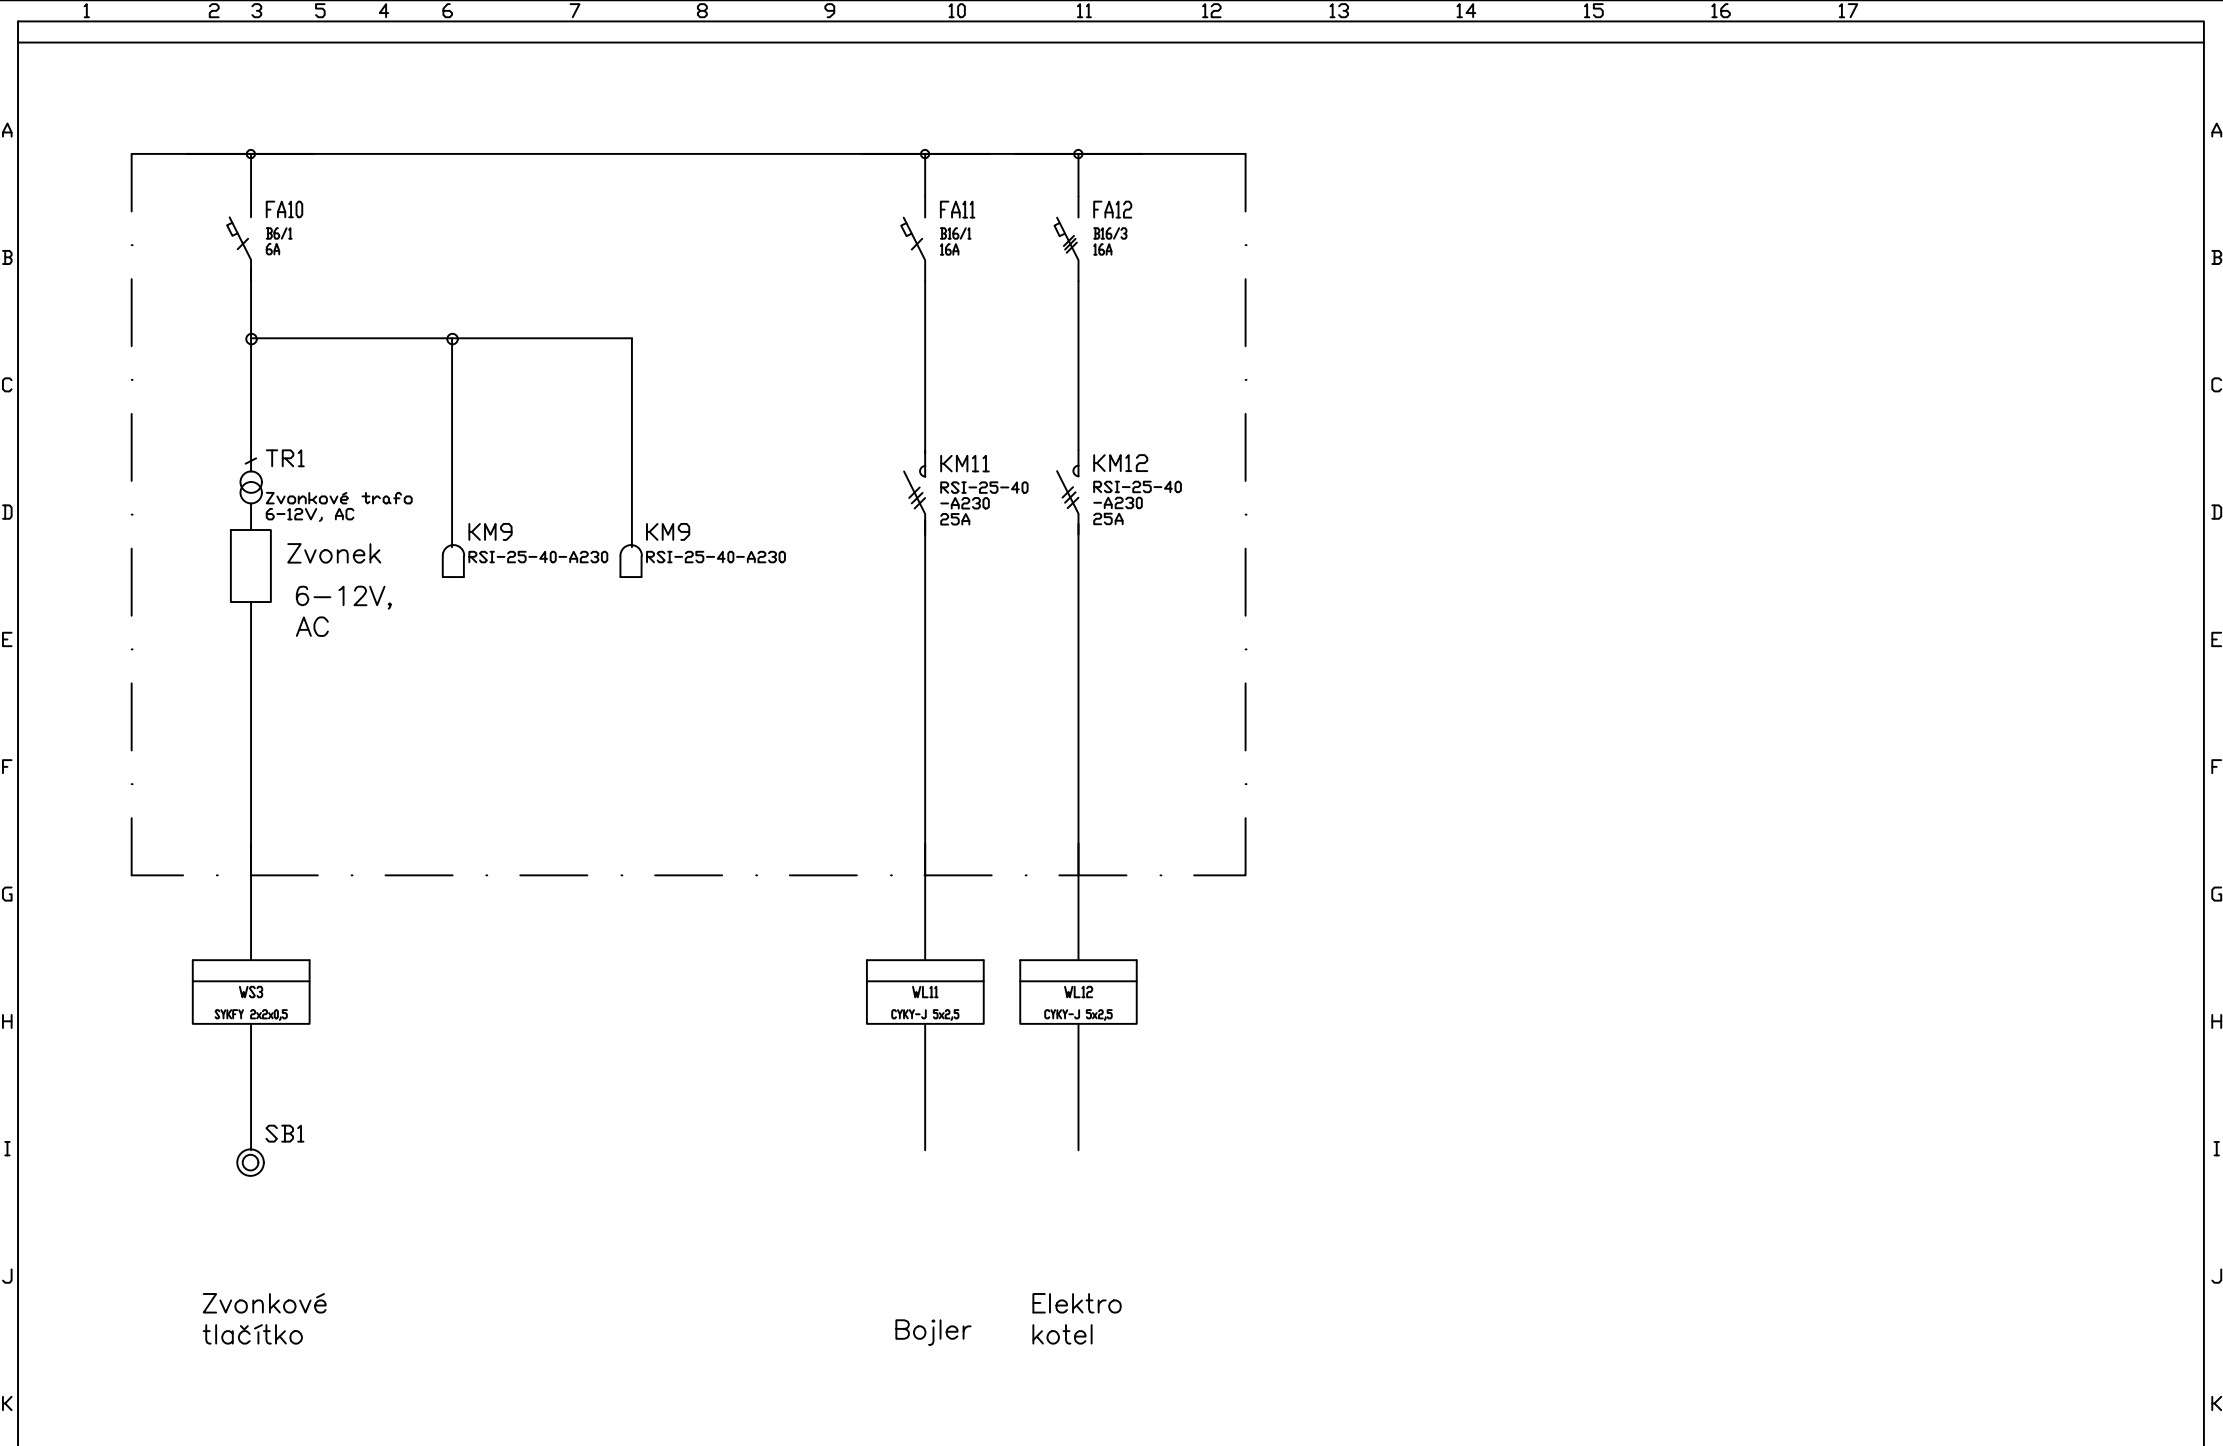 1 2 3 5 4 6 7 8 9 10 11 12 13 14 15 16 17
A A
FA10 FA11 FA12
B6/1 B16/1 B16/3
6A 16A 16A
B B
C C
TR1 KM11 KM12
Zvonkové trafo RSI-25-40 RSI-25-40
6-12V, AC -A230 -A230
D D
25A 25A
KM9 KM9
Zvonek RSI-25-40-A230 RSI-25-40-A230
6-12V,
AC
E E
F F
G G
WS3 WL11 WL12
SYKFY 2x2x0,5 CYKY-J 5x2,5 CYKY-J 5x2,5
H H
SB1
I I
J J
Zvonkové Elektro
tlačítko Bojler kotel
K K